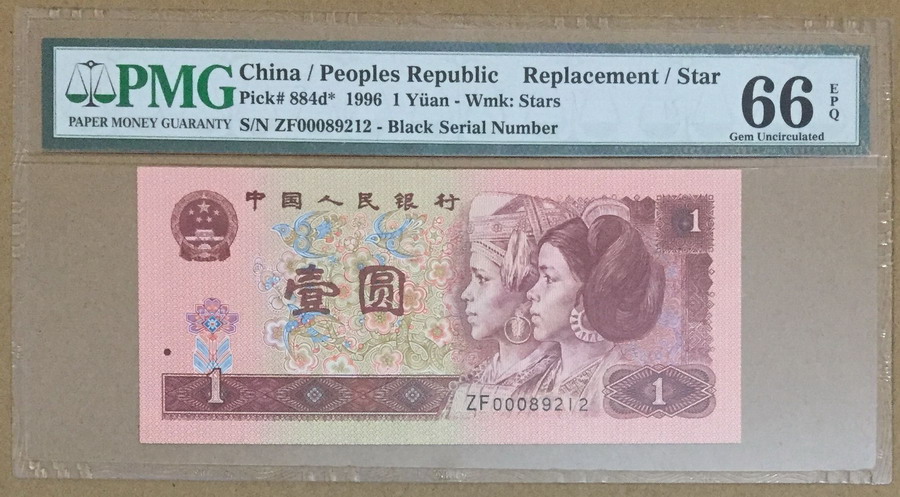 PMG
PAPER MONEY GUARANTY
China / Peoples Republic Replacement / Star
Pick# 884d* 1996 1 Yüan - Wmk: Stars
S/N ZF00089212 - Black Serial Number
66 EPQ
Gem Uncirculated
中国人民银行
1
壹圆
1
1
ZF00089212